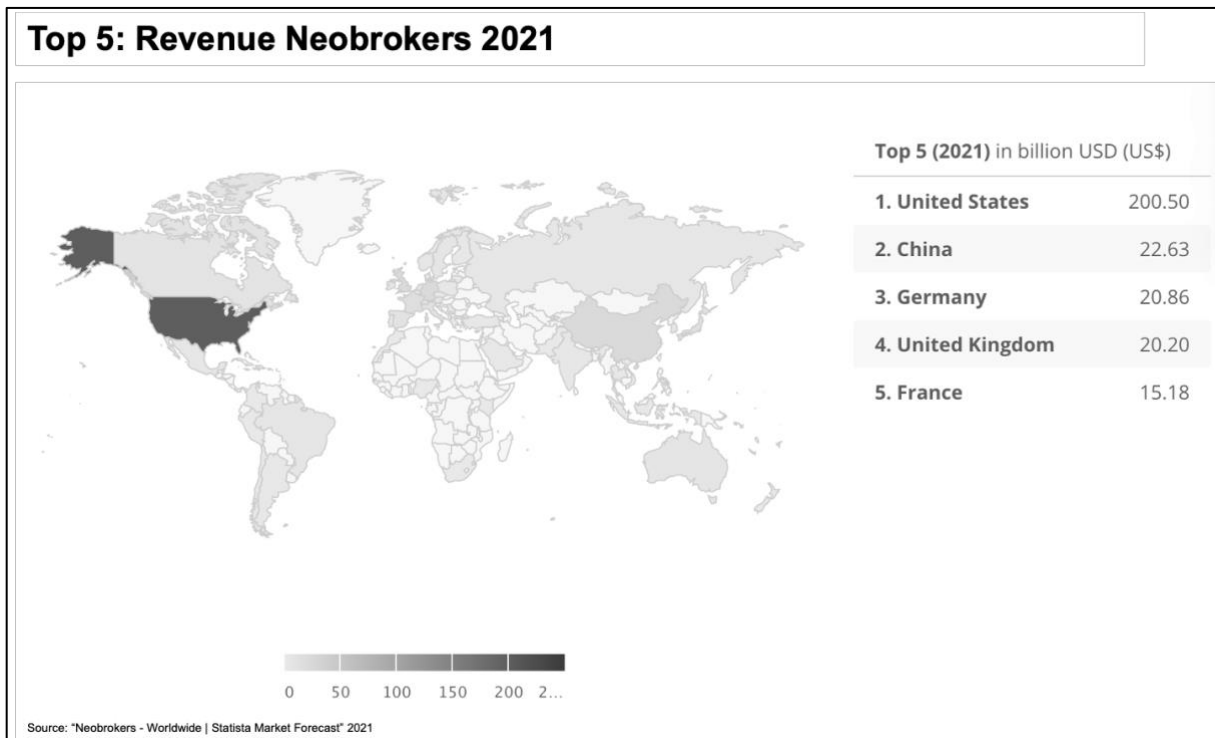 Top 5: Revenue Neobrokers 2021
Top 5 (2021) in billion USD (US$)
1. United States 200.50
2. China 22.63
3. Germany 20.86
4. United Kingdom 20.20
5. France 15.18
0 50 100 150 200 2...
Source: "Neobrokers - Worldwide | Statista Market Forecast" 2021